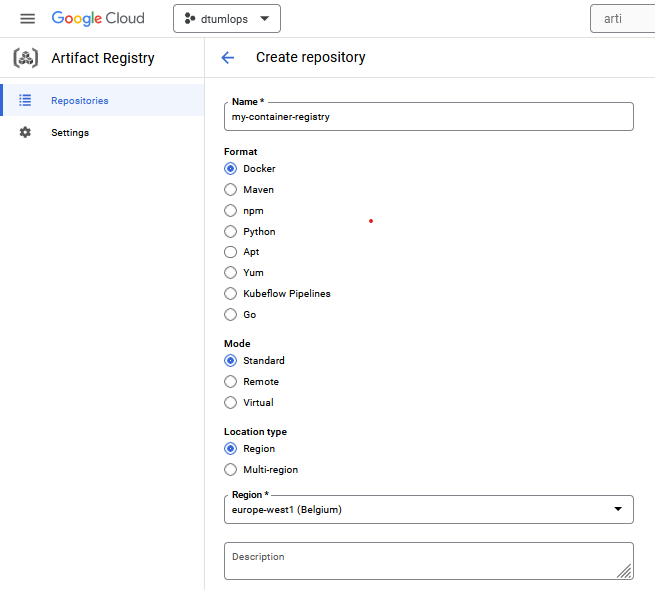 Google Cloud
dtumlops
arti
Artifact Registry
Create repository
Repositories
Settings
Name *
my-container-registry
Format
Docker
Maven
npm
Python
Apt
Yum
Kubeflow Pipelines
Go
Mode
Standard
Remote
Virtual
Location type
Region
Multi-region
Region *
europe-west1 (Belgium)
Description